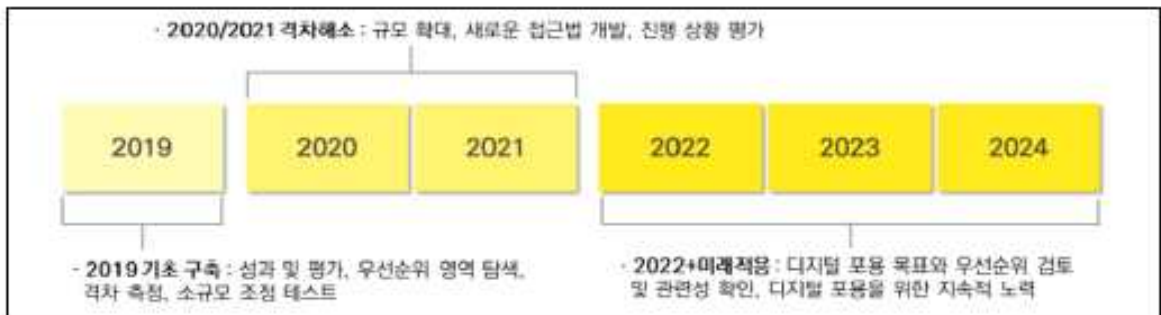 · 2020/2021 격차해소 : 규모 확대, 새로운 접근법 개발, 진행 상황 평가
2019 2020 2021 2022 2023 2024
· 2019 기초 구축 : 성과 및 평가, 우선순위 영역 탐색,
격차 측정, 소규모 조정 테스트
· 2022+미래적응 : 디지털 포용 목표와 우선순위 검토
및 관련성 확인, 디지털 포용을 위한 지속적 노력